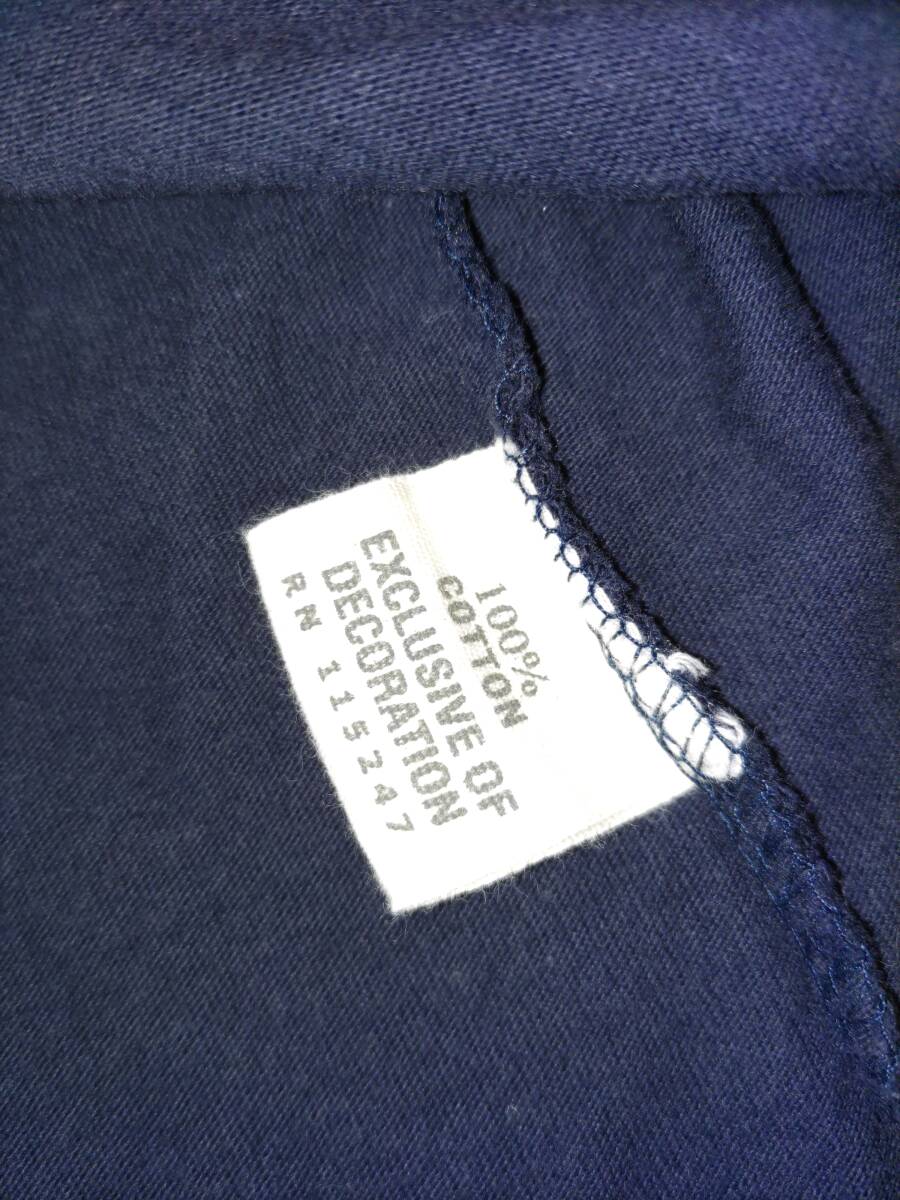 100%
COTTON
EXCLUSIVE OF
DECORATION
RN 115247